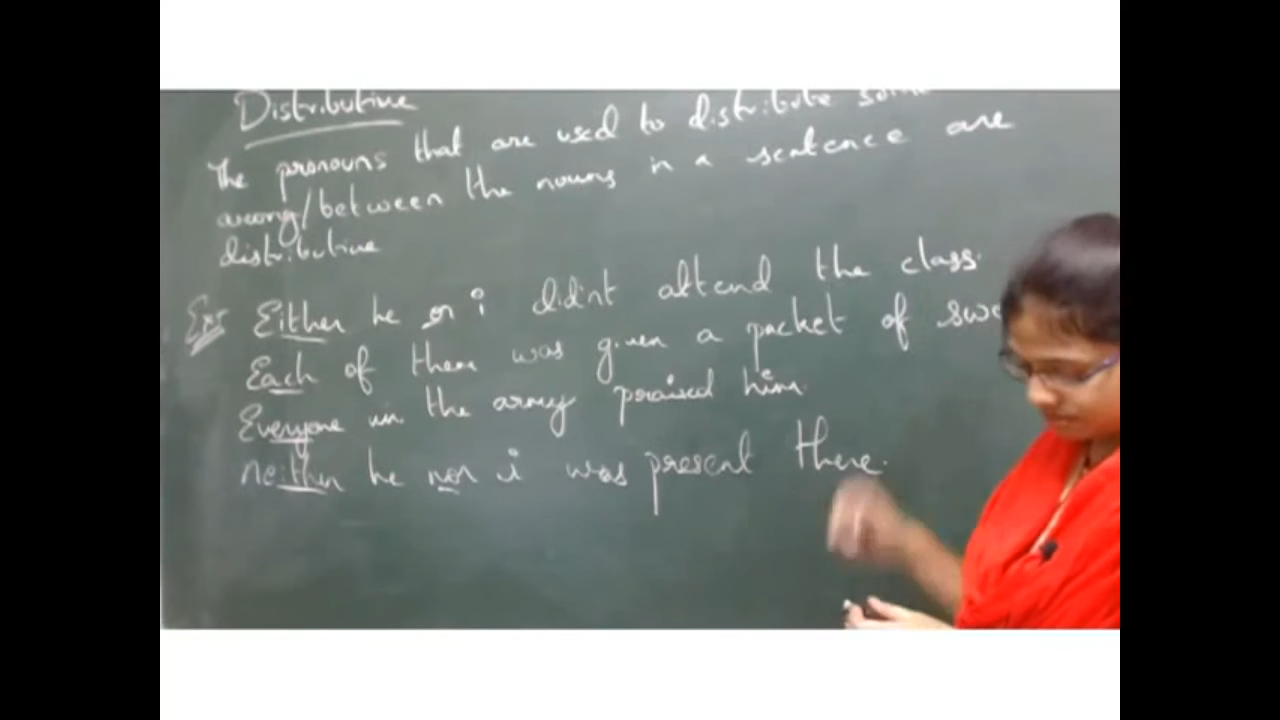 Distributive
The pronouns that are used to distribute some
among/between the nouns in a sentence are
distributive
Ex:- Either he or i didn't attend the class.
Each of them was given a packet of
Everyone in the army praised him.
neither he nor i was present there.